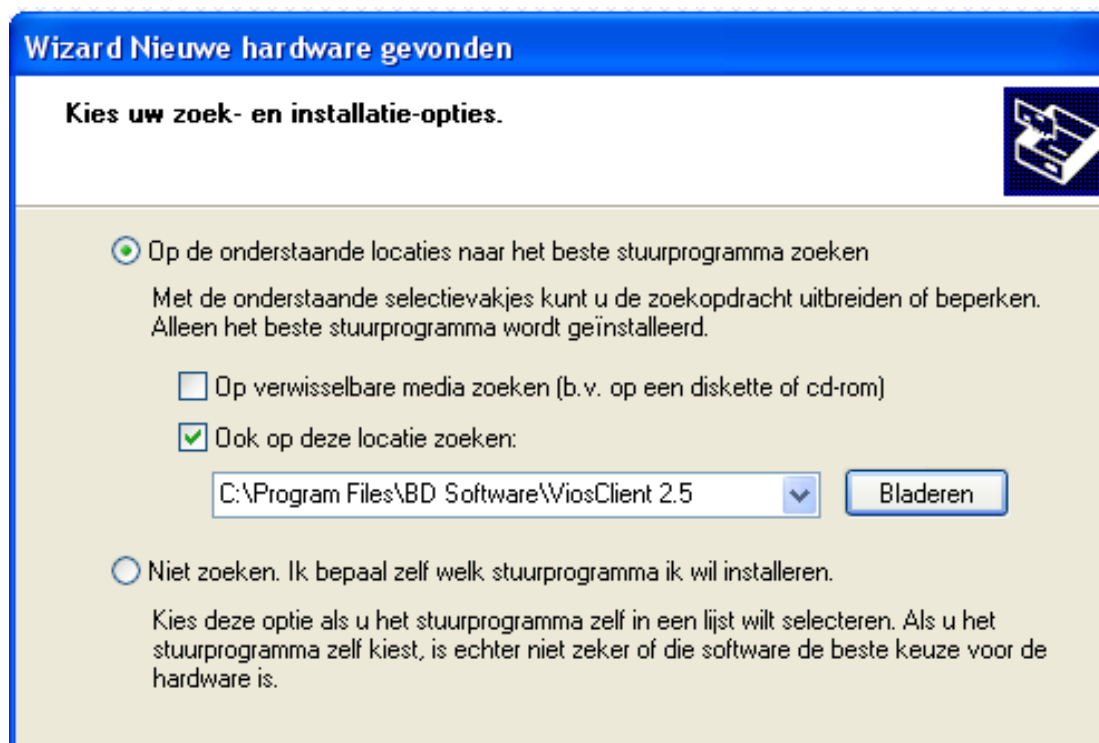 Wizard Nieuwe hardware gevonden
Kies uw zoek- en installatie-opties.
Op de onderstaande locaties naar het beste stuurprogramma zoeken
Met de onderstaande selectievakjes kunt u de zoekopdracht uitbreiden of beperken.
Alleen het beste stuurprogramma wordt geïnstalleerd.
Op verwisselbare media zoeken (b.v. op een diskette of cd-rom)
Ook op deze locatie zoeken:
C:\Program Files\BD Software\ViosClient 2.5
Bladeren
Niet zoeken. Ik bepaal zelf welk stuurprogramma ik wil installeren.
Kies deze optie als u het stuurprogramma zelf in een lijst wilt selecteren. Als u het
stuurprogramma zelf kiest, is echter niet zeker of die software de beste keuze voor de
hardware is.